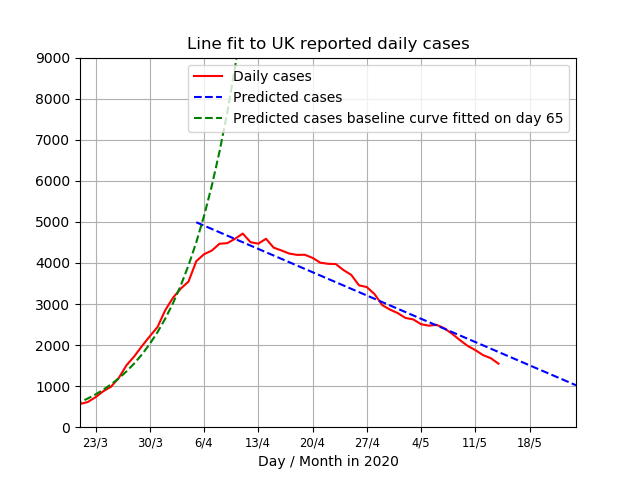 Line fit to UK reported daily cases
9000
8000
7000
6000
5000
4000
3000
2000
1000
0
Daily cases
Predicted cases
Predicted cases baseline curve fitted on day 65
23/3 30/3 6/4 13/4 20/4 27/4 4/5 11/5 18/5
Day / Month in 2020